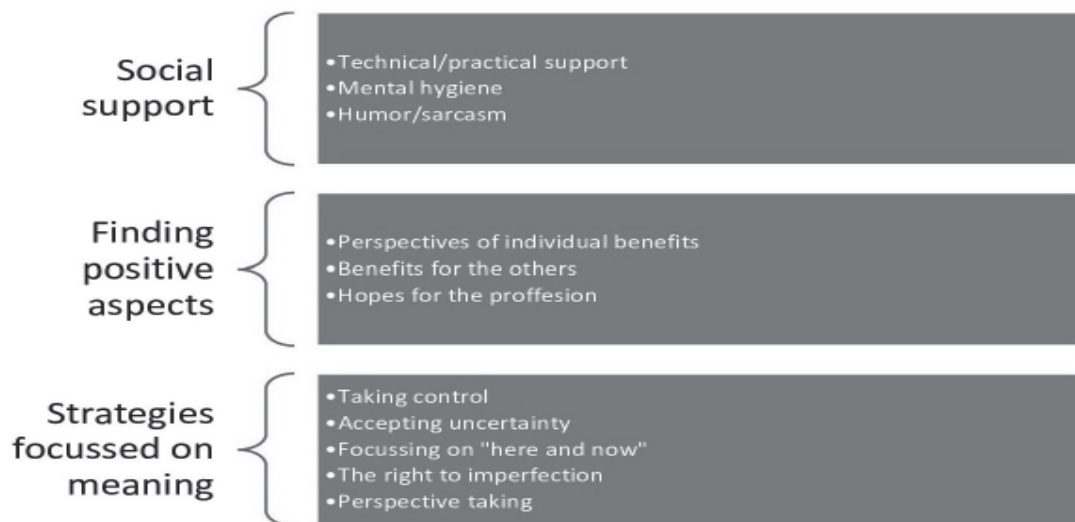 Social
support
•Technical/practical support
•Mental hygiene
•Humor/sarcasm
Finding
positive
aspects
•Perspectives of individual benefits
•Benefits for the others
•Hopes for the proffesion
Strategies
focussed on
meaning
•Taking control
•Accepting uncertainty
•Focussing on "here and now"
•The right to imperfection
•Perspective taking